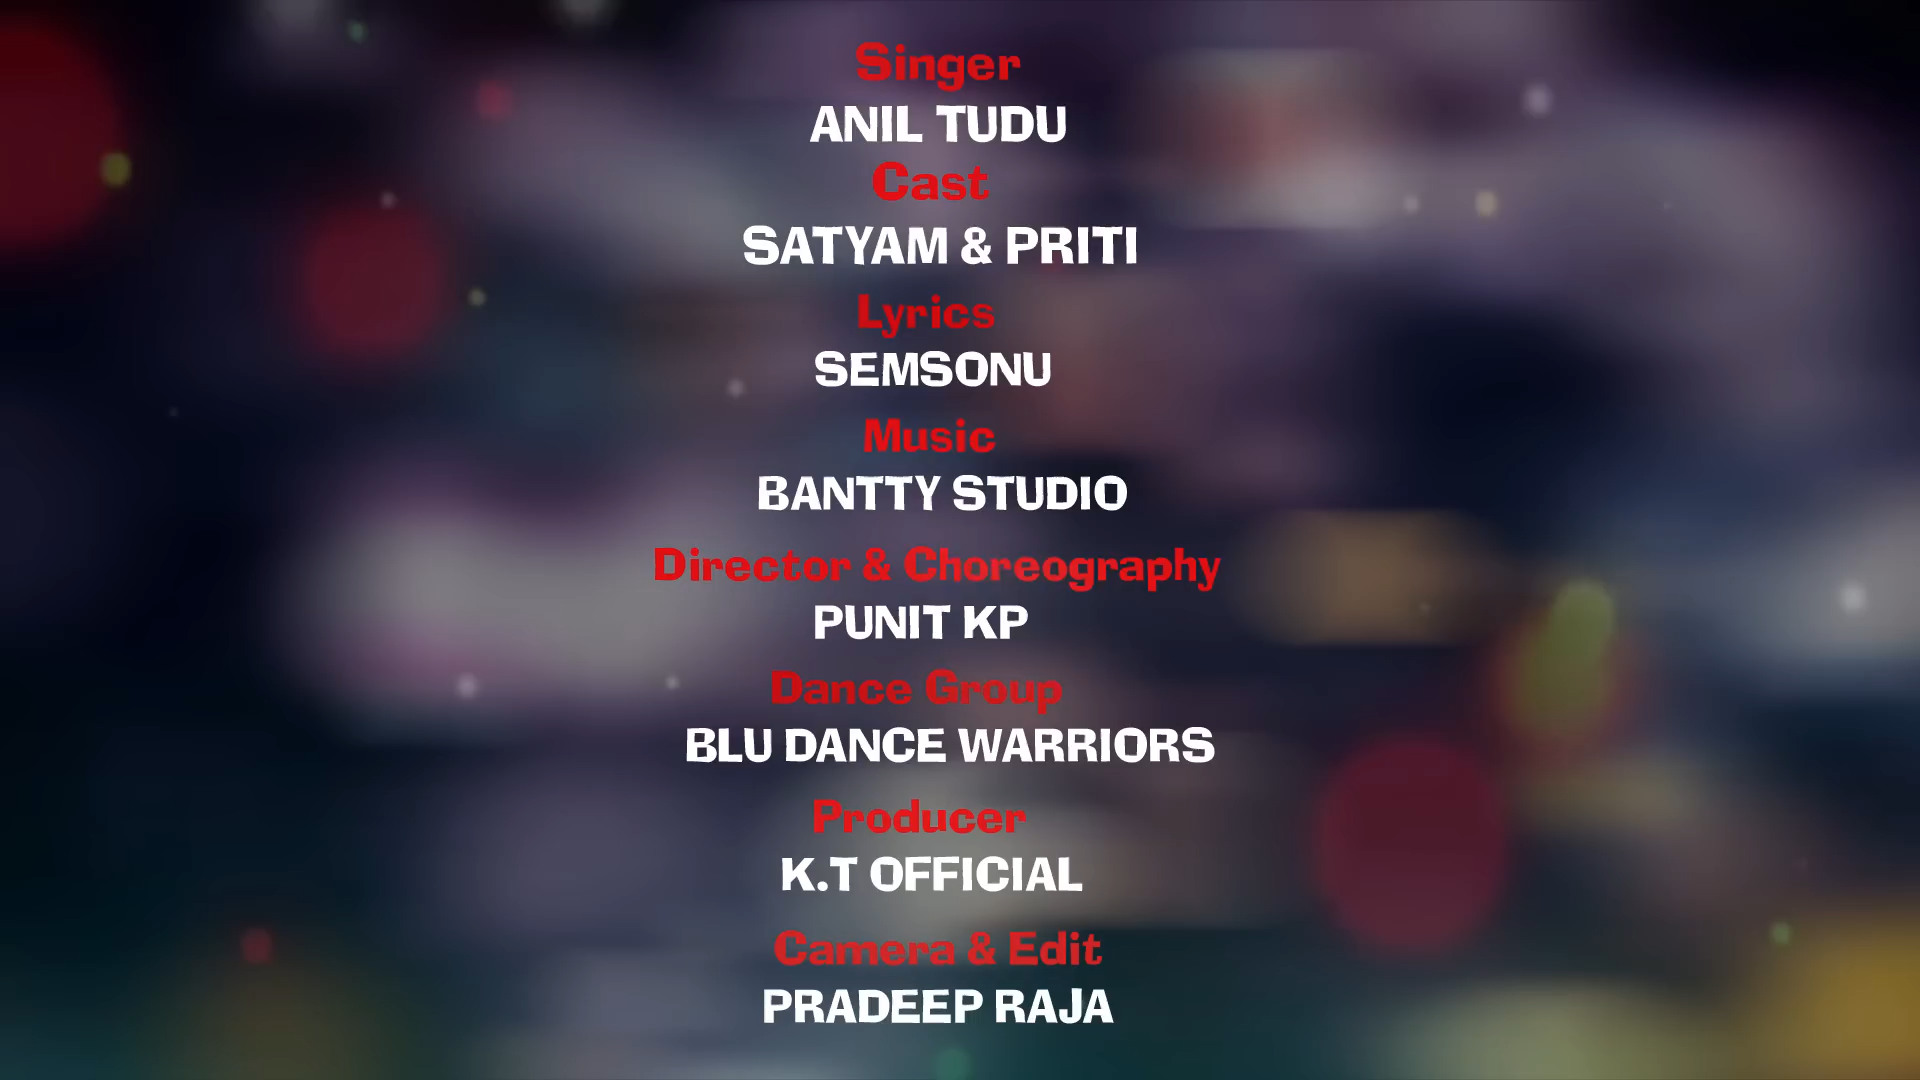 Singer
ANIL TUDU
Cast
SATYAM & PRITI
Lyrics
SEMSONU
Music
BANTTY STUDIO
Director & Choreography
PUNIT KP
Dance Group
BLU DANCE WARRIORS
Producer
K.T OFFICIAL
Camera & Edit
PRADEEP RAJA